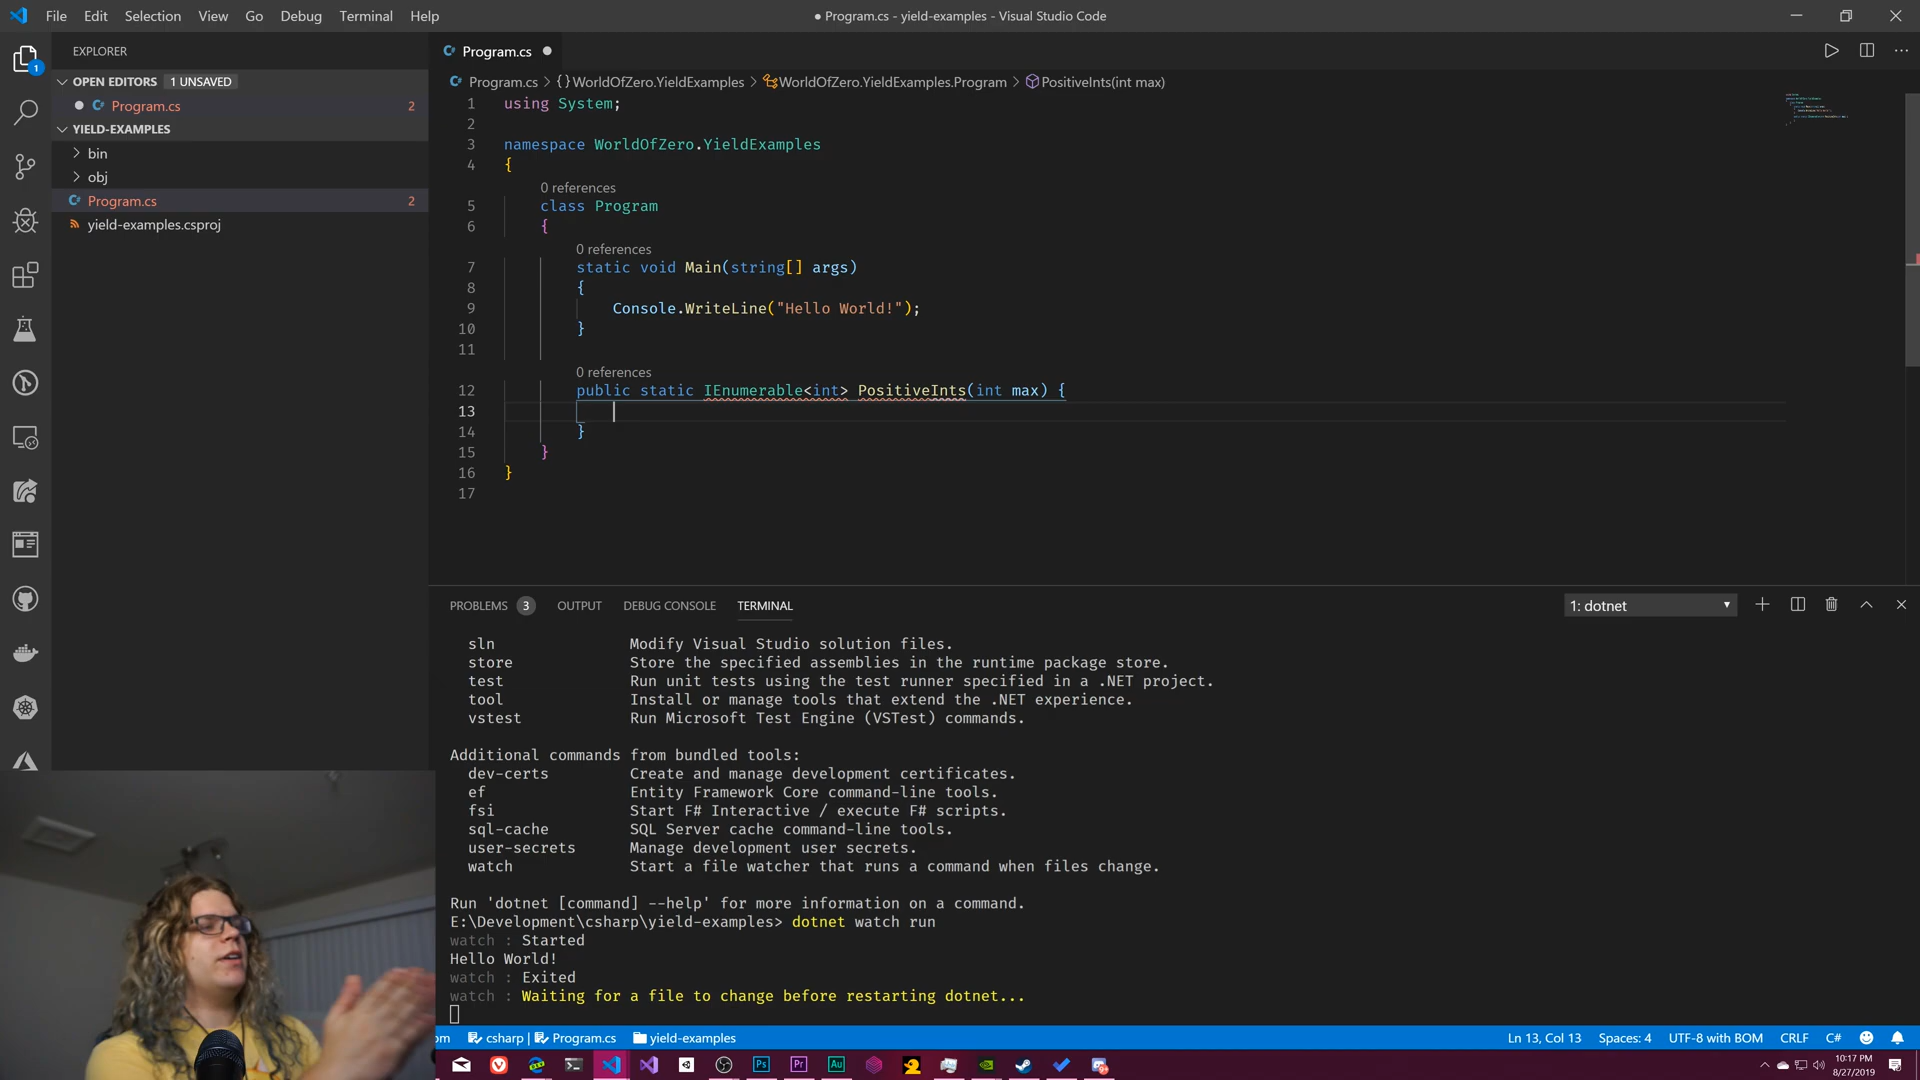 File Edit Selection View Go Debug Terminal Help
● Program.cs - yield-examples - Visual Studio Code
EXPLORER
OPEN EDITORS 1 UNSAVED
Program.cs 2
YIELD-EXAMPLES
bin
obj
Program.cs 2
yield-examples.csproj
1
Program.cs
Program.cs > {} WorldOfZero.YieldExamples > WorldOfZero.YieldExamples.Program > PositiveInts(int max)
1 using System;
2
3 namespace WorldOfZero.YieldExamples
4 {
0 references
5 class Program
6 {
0 references
7 static void Main(string[] args)
8 {
9 Console.WriteLine("Hello World!");
10 }
11
0 references
12 public static IEnumerable<int> PositiveInts(int max) {
13
14 }
15 }
16 }
17
PROBLEMS 3 OUTPUT DEBUG CONSOLE TERMINAL 1: dotnet
sln Modify Visual Studio solution files.
store Store the specified assemblies in the runtime package store.
test Run unit tests using the test runner specified in a .NET project.
tool Install or manage tools that extend the .NET experience.
vstest Run Microsoft Test Engine (VSTest) commands.
Additional commands from bundled tools:
dev-certs Create and manage development certificates.
ef Entity Framework Core command-line tools.
fsi Start F# Interactive / execute F# scripts.
sql-cache SQL Server cache command-line tools.
user-secrets Manage development user secrets.
watch Start a file watcher that runs a command when files change.
Run 'dotnet [command] --help' for more information on a command.
E:\Development\csharp\yield-examples> dotnet watch run
watch : Started
Hello World!
watch : Exited
watch : Waiting for a file to change before restarting dotnet...
om csharp Program.cs yield-examples Ln 13, Col 13 Spaces: 4 UTF-8 with BOM CRLF C#
Ps Pr Au 2
10:17 PM
8/27/2019